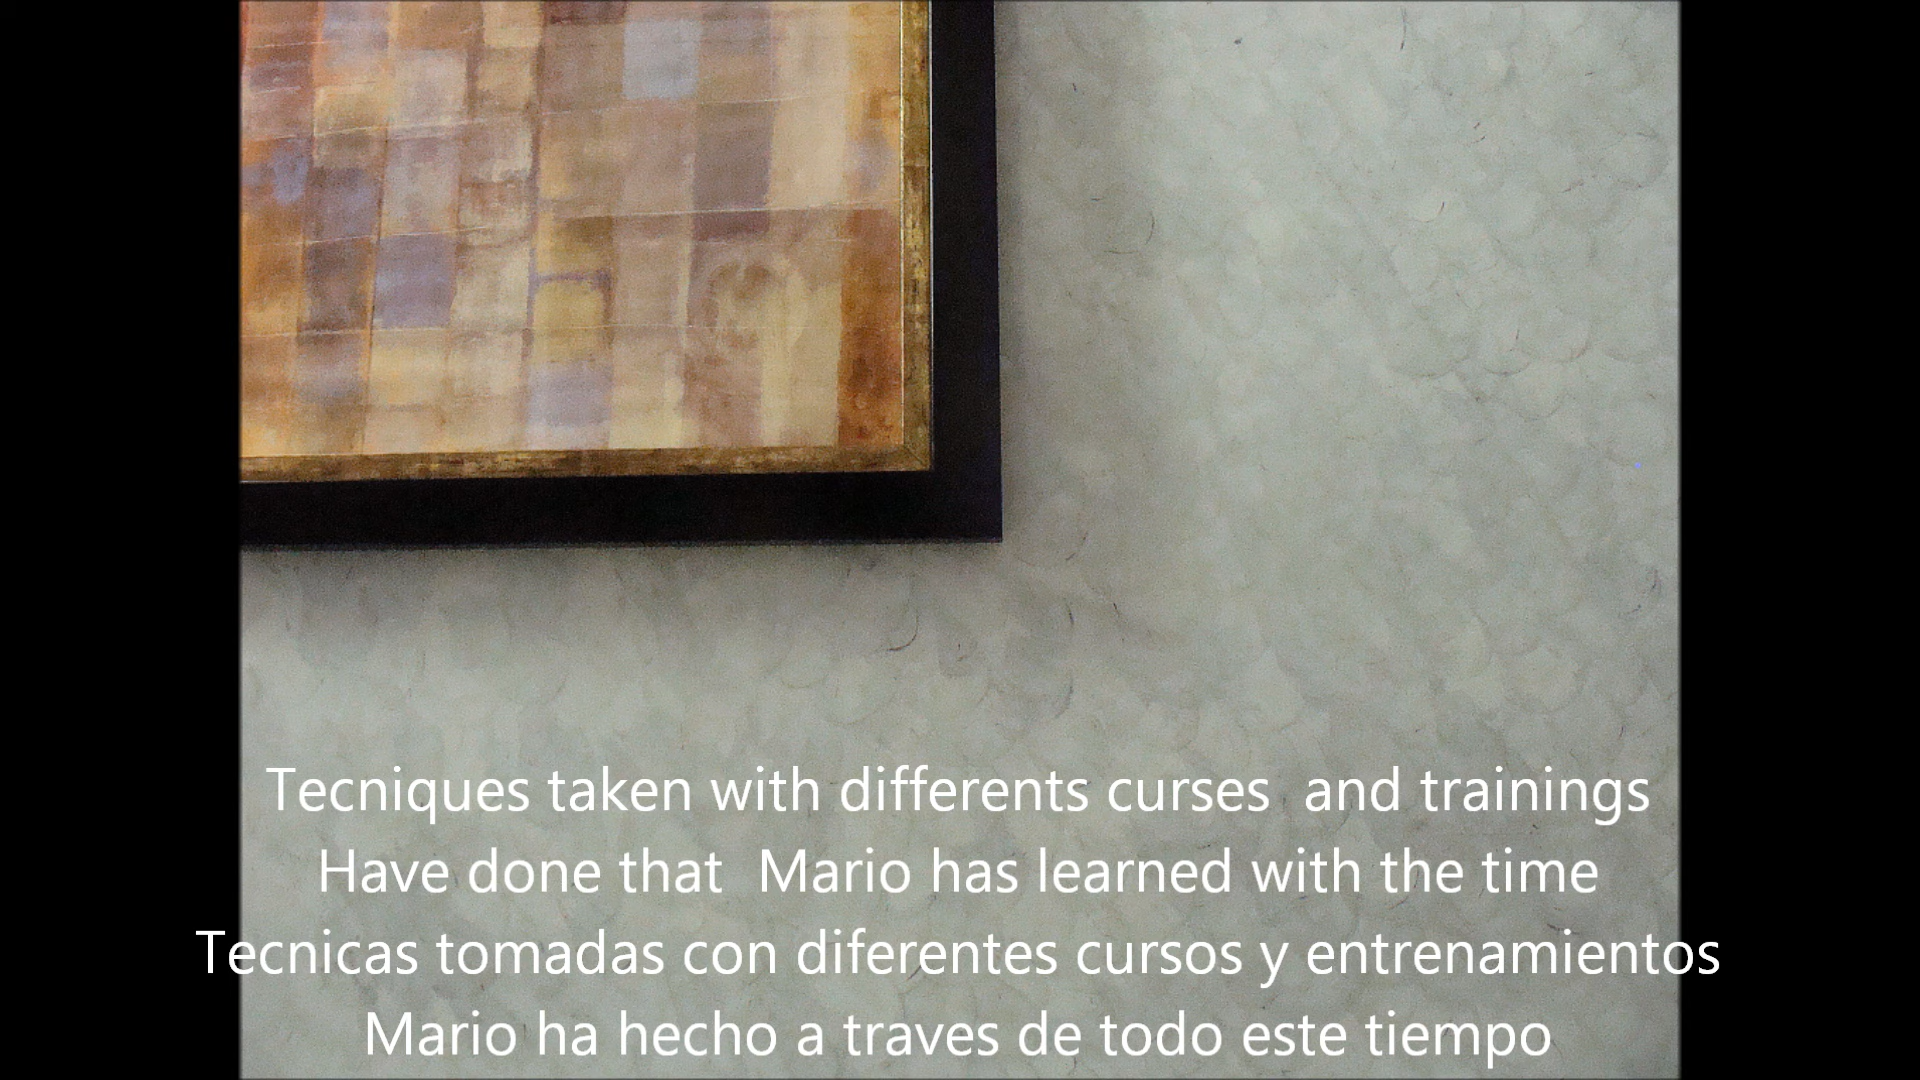 Tecniques taken with differents curses  and trainings
Have done that  Mario has learned with the time
Tecnicas tomadas con diferentes cursos y entrenamientos
Mario ha hecho a traves de todo este tiempo